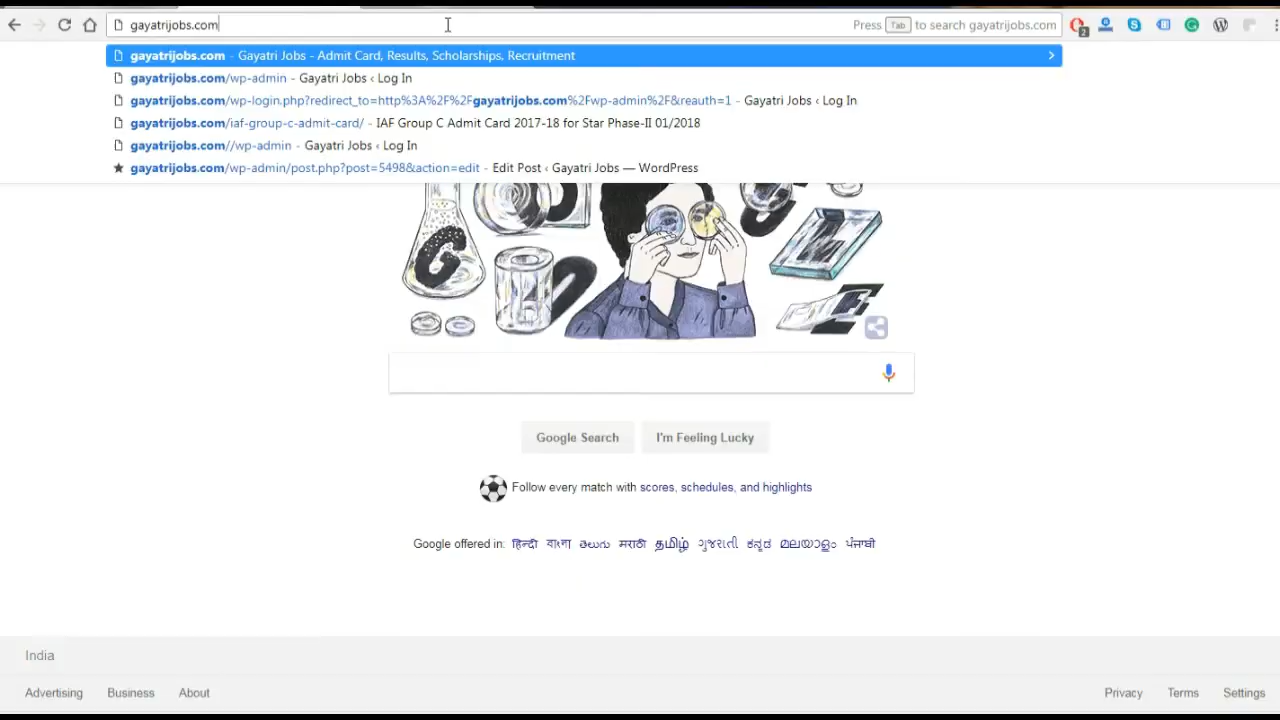 gayatrijobs.com
Press Tab to search gayatrijobs.com
2
gayatrijobs.com - Gayatri Jobs - Admit Card, Results, Scholarships, Recruitment
gayatrijobs.com/wp-admin - Gayatri Jobs ‹ Log In
gayatrijobs.com/wp-login.php?redirect_to=http%3A%2F%2Fgayatrijobs.com%2Fwp-admin%2F&reauth=1 - Gayatri Jobs ‹ Log In
gayatrijobs.com/iaf-group-c-admit-card/ - IAF Group C Admit Card 2017-18 for Star Phase-II 01/2018
gayatrijobs.com//wp-admin - Gayatri Jobs ‹ Log In
gayatrijobs.com/wp-admin/post.php?post=5498&action=edit - Edit Post ‹ Gayatri Jobs — WordPress
G
Google Search
I'm Feeling Lucky
Follow every match with scores, schedules, and highlights
Google offered in: हिन्दी বাংলা తెలుగు मराठी தமிழ் ગુજરાતી ಕನ್ನಡ മലയാളം ਪੰਜਾਬੀ
India
Advertising Business About
Privacy Terms Settings